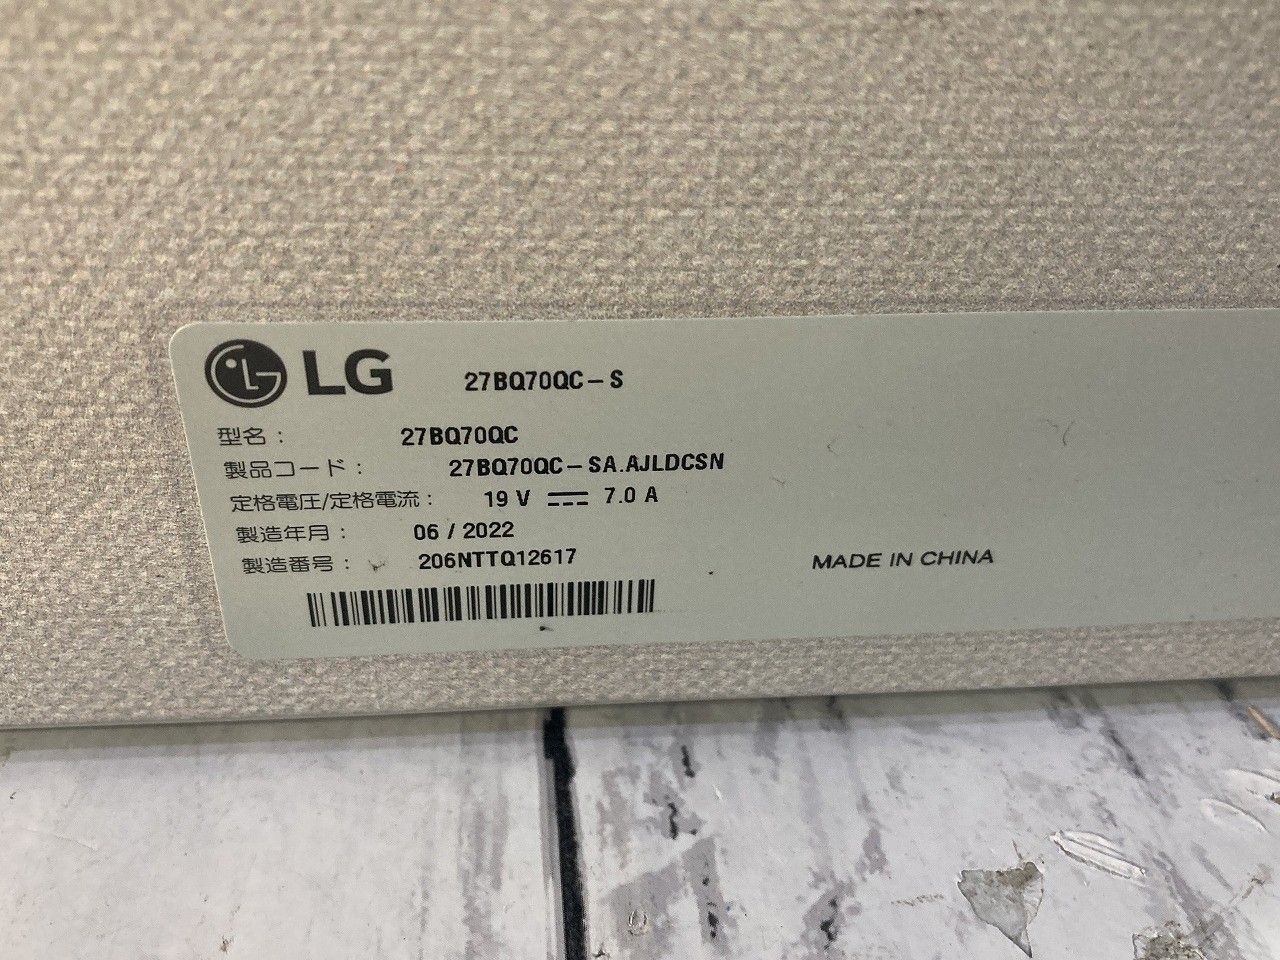 LG 27BQ70QC-S
型名： 27BQ70QC
製品コード： 27BQ70QC-SA.AJLDCSN
定格電圧/定格電流： 19 V ⎓ 7.0 A
製造年月： 06 / 2022
製造番号： 206NTTQ12617
MADE IN CHINA